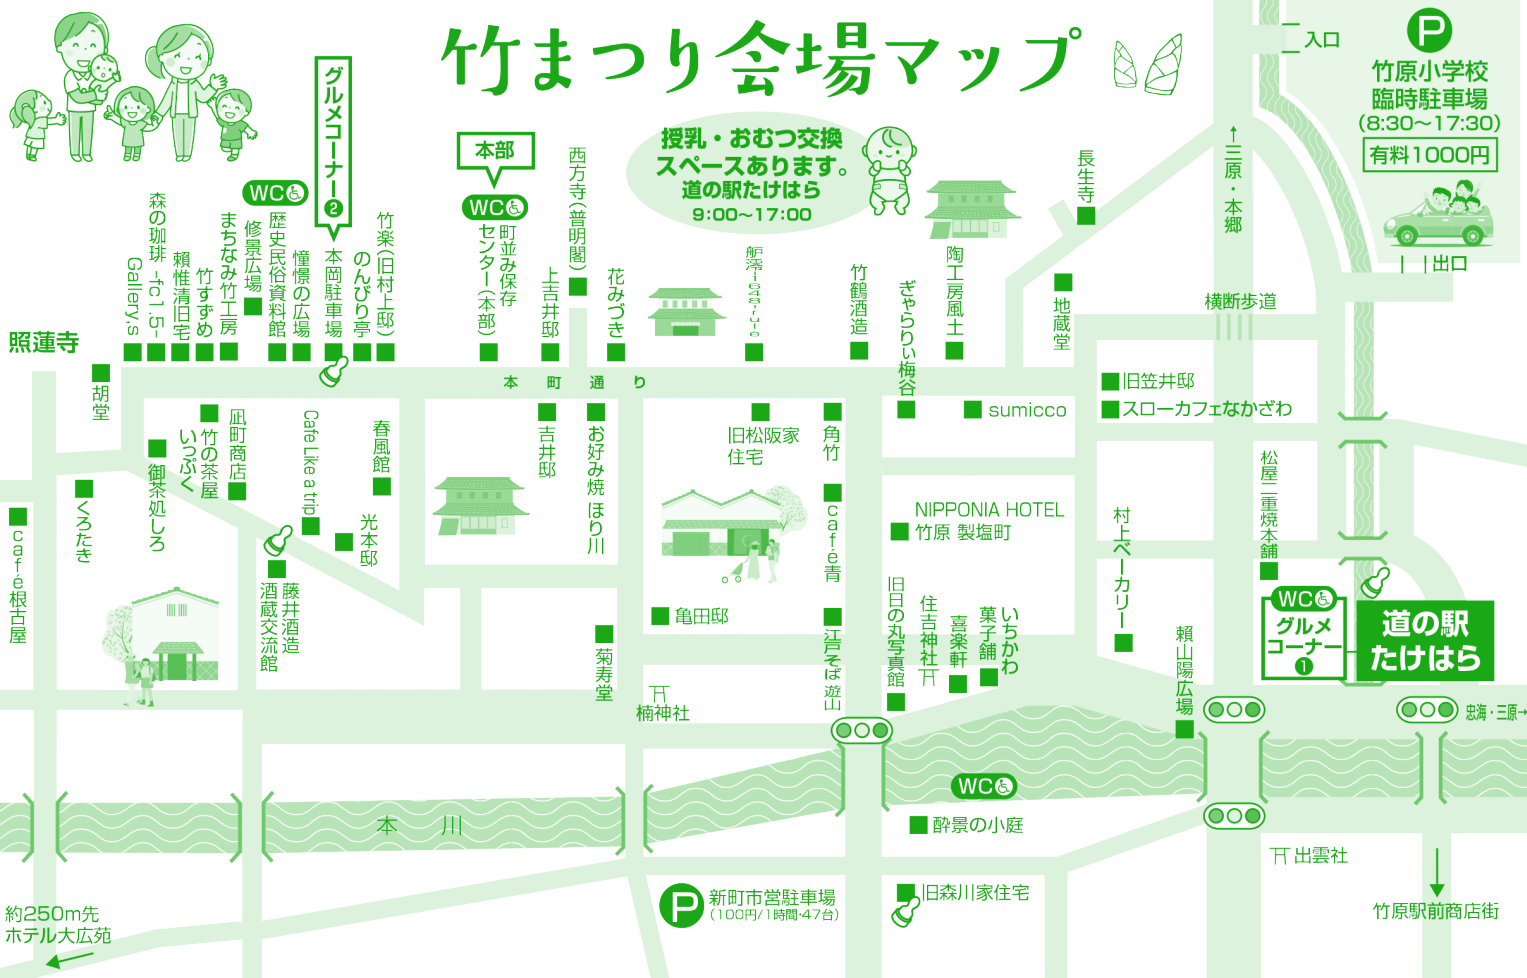 竹まつり会場マップ
入口
P
竹原小学校
臨時駐車場
(8:30〜17:30)
有料1000円
出口
グルメコーナー❷
本部
WC
WC
授乳・おむつ交換
スペースあります。
道の駅たけはら
9:00〜17:00
←三原・本郷
横断歩道
照蓮寺
Gallery,s
森の珈琲 -fc1.5-
頼惟清旧宅
竹すずめ
まちなみ竹工房
修景広場
歴史民俗資料館
憧憬の広場
本岡駐車場
のんびり亭
竹楽(旧村上邸)
町並み保存
センター(本部)
上吉井邸
西方寺(普明閣)
花みづき
竹鶴酒造
ぎゃらりい梅谷
陶工房風土
長生寺
地蔵堂
本町通り
胡堂
くろたき
御茶処しろ
竹の茶屋
いっぷく
凪町商店
Cafe Like a trip
春風館
光本邸
藤井酒造
酒蔵交流館
café根古屋
吉井邸
お好み焼 ほり川
菊寿堂
旧松阪家
住宅
角竹
sumicco
旧笠井邸
スローカフェなかざわ
café青
NIPPONIA HOTEL
竹原 製塩町
亀田邸
江戸そば 遊山
楠神社
旧日の丸写真館
住吉神社
喜楽軒
いちかわ
菓子舗
村上ベーカリー
松屋二重焼本舗
頼山陽広場
WC
グルメ
コーナー
❶
道の駅
たけはら
忠海・三原→
本川
WC
酔景の小庭
出雲社
P
新町市営駐車場
(100円/1時間・47台)
旧森川家住宅
竹原駅前商店街
約250m先
ホテル大広苑